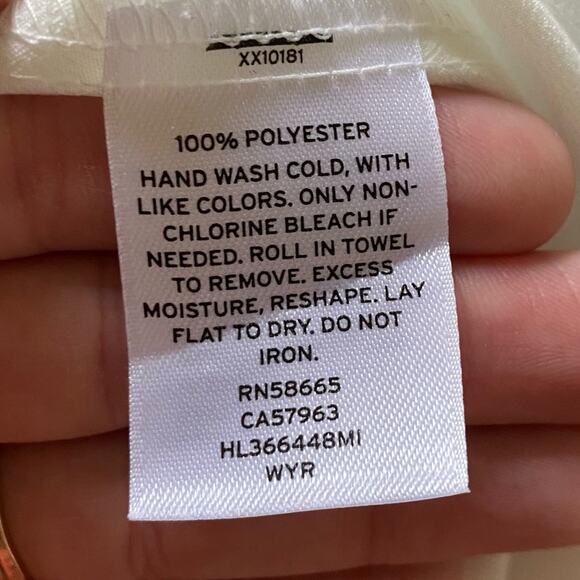 XX10181
100% POLYESTER
HAND WASH COLD, WITH
LIKE COLORS. ONLY NON-
CHLORINE BLEACH IF
NEEDED. ROLL IN TOWEL
TO REMOVE. EXCESS
MOISTURE, RESHAPE. LAY
FLAT TO DRY. DO NOT
IRON.
RN58665
CA57963
HL366448MI
WYR